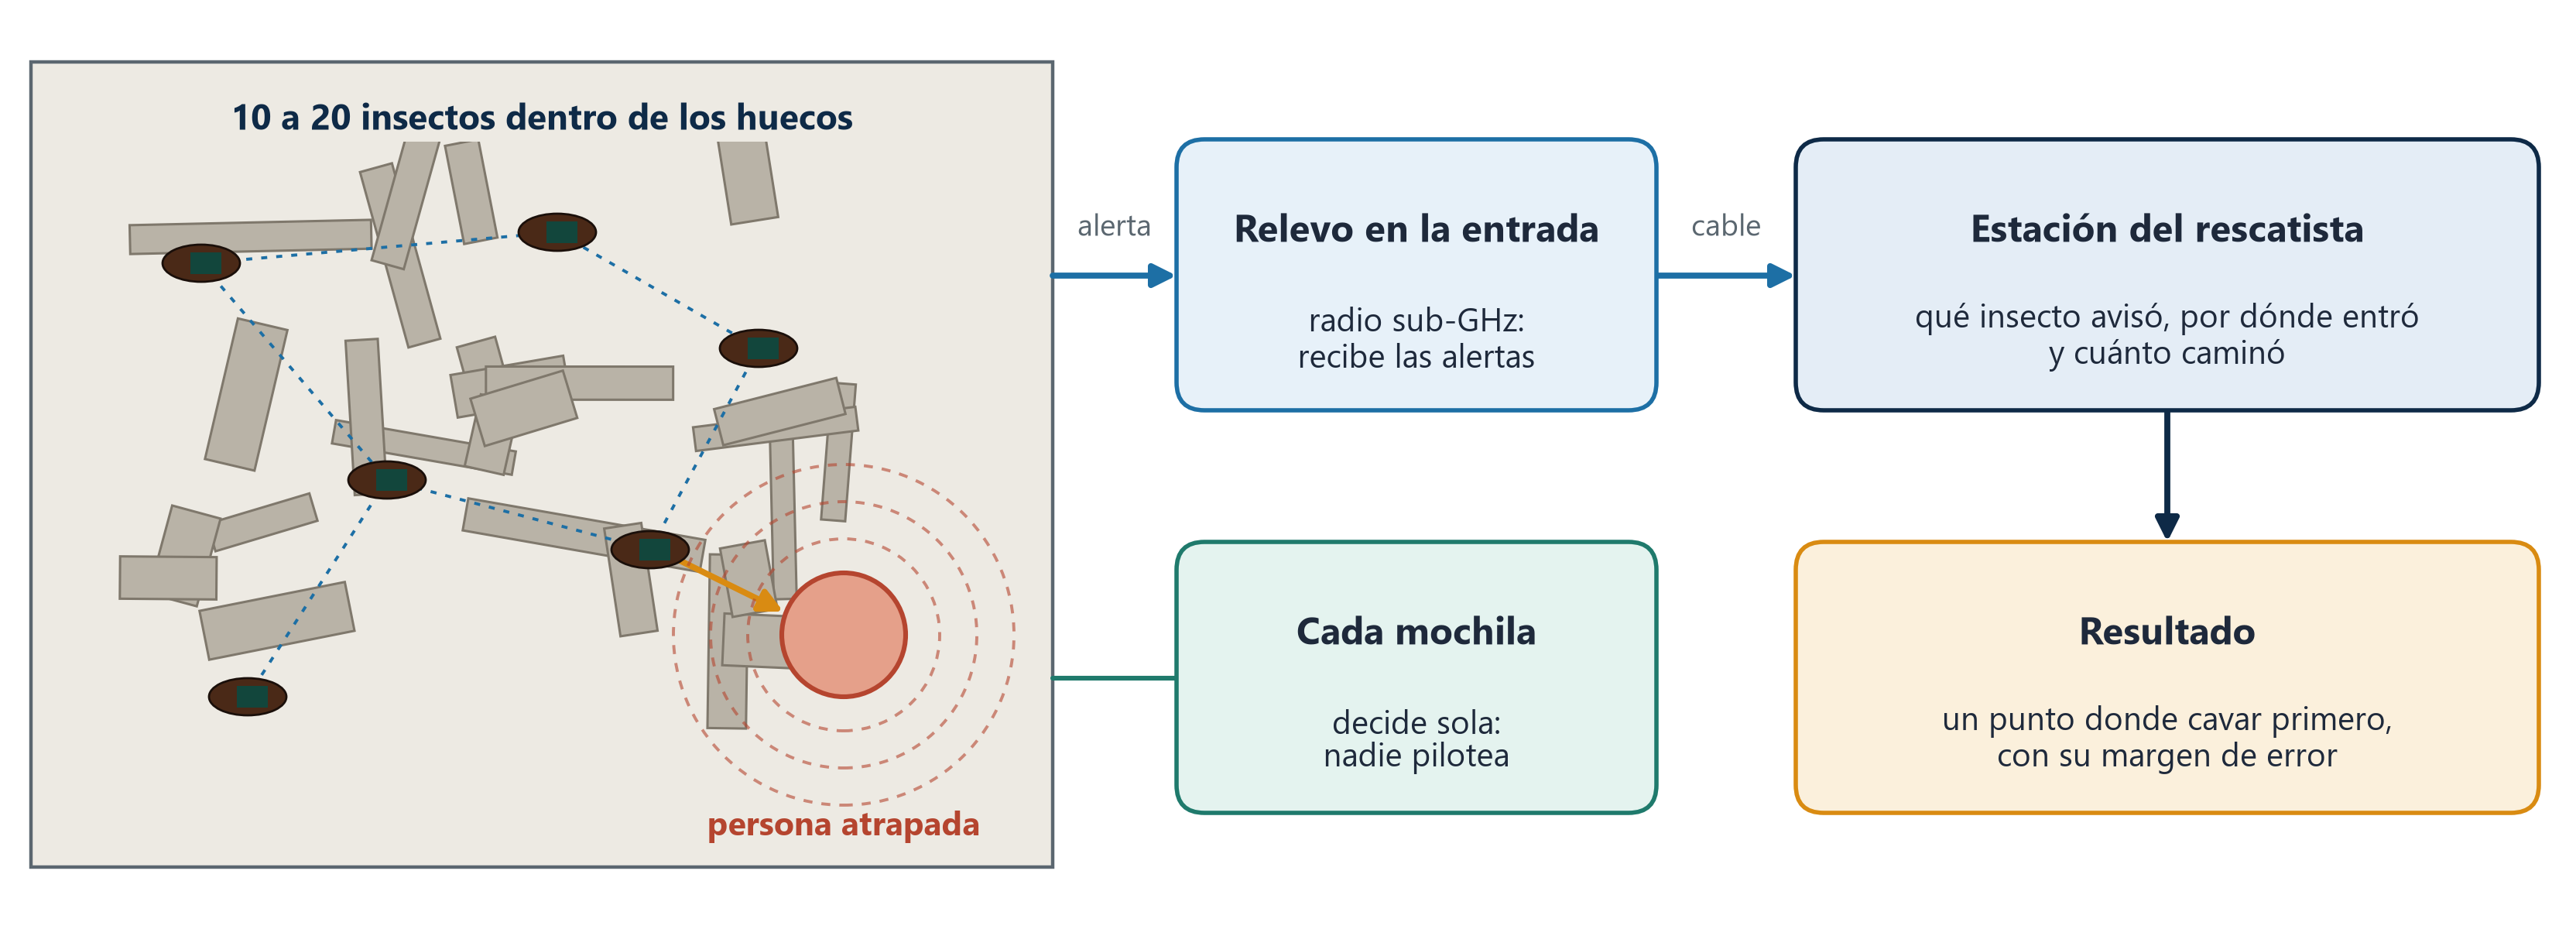 10 a 20 insectos dentro de los huecos
persona atrapada
alerta
Relevo en la entrada
radio sub-GHz:
recibe las alertas
cable
Estación del rescatista
qué insecto avisó, por dónde entró
y cuánto caminó
Cada mochila
decide sola:
nadie pilotea
Resultado
un punto donde cavar primero,
con su margen de error